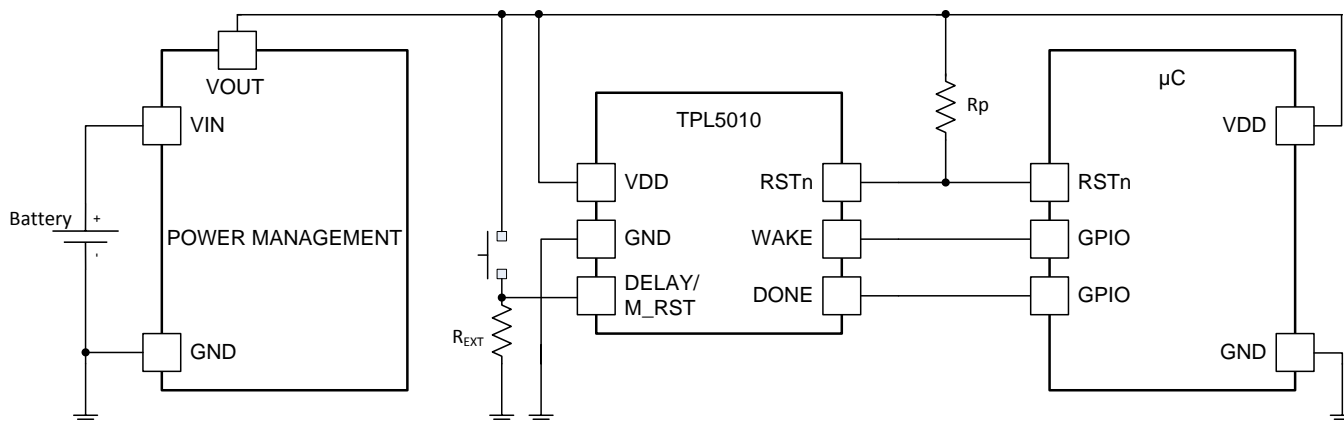 VOUT
VIN
Battery
+
-
POWER MANAGEMENT
GND
TPL5010
VDD
GND
DELAY/
M_RST
R_EXT
RSTn
WAKE
DONE
Rp
µC
VDD
RSTn
GPIO
GPIO
GND